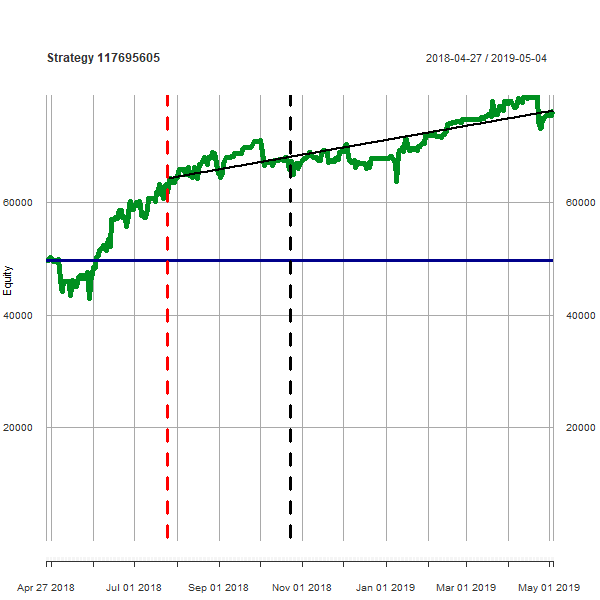 Strategy 117695605
2018-04-27 / 2019-05-04
60000
60000
Equity
40000
40000
20000
20000
Apr 27 2018
Jul 01 2018
Sep 01 2018
Nov 01 2018
Jan 01 2019
Mar 01 2019
May 01 2019